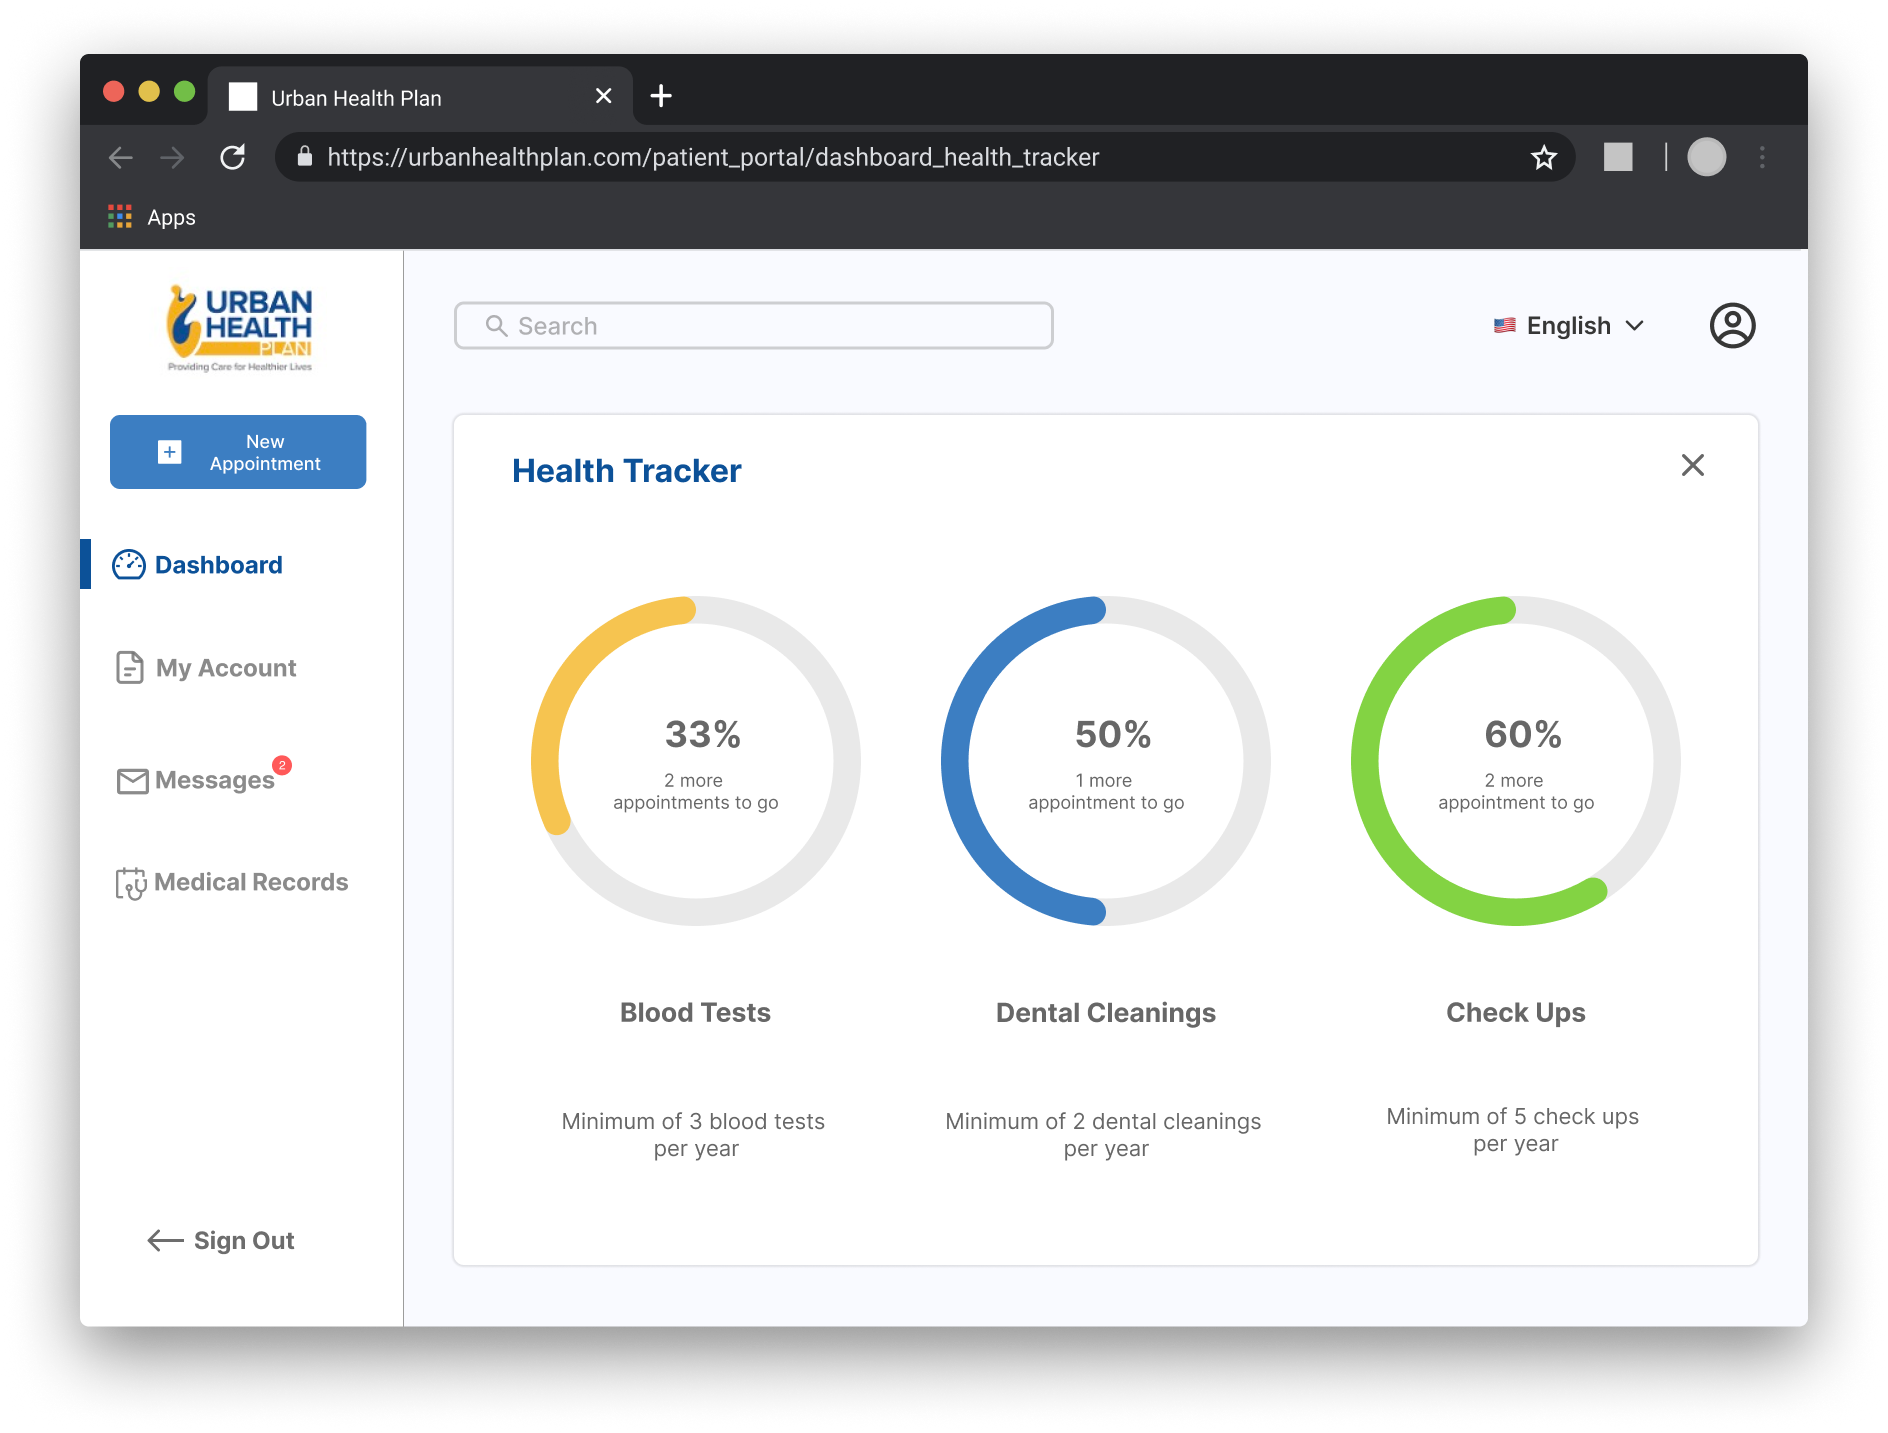 Urban Health Plan
https://urbanhealthplan.com/patient_portal/dashboard_health_tracker
Apps
URBAN
HEALTH
PLAN
Providing Care for Healthier Lives
Search
English
New
Appointment
Health Tracker
Dashboard
My Account
Messages
2
Medical Records
Sign Out
33%
2 more
appointments to go
Blood Tests
Minimum of 3 blood tests
per year
50%
1 more
appointment to go
Dental Cleanings
Minimum of 2 dental cleanings
per year
60%
2 more
appointment to go
Check Ups
Minimum of 5 check ups
per year